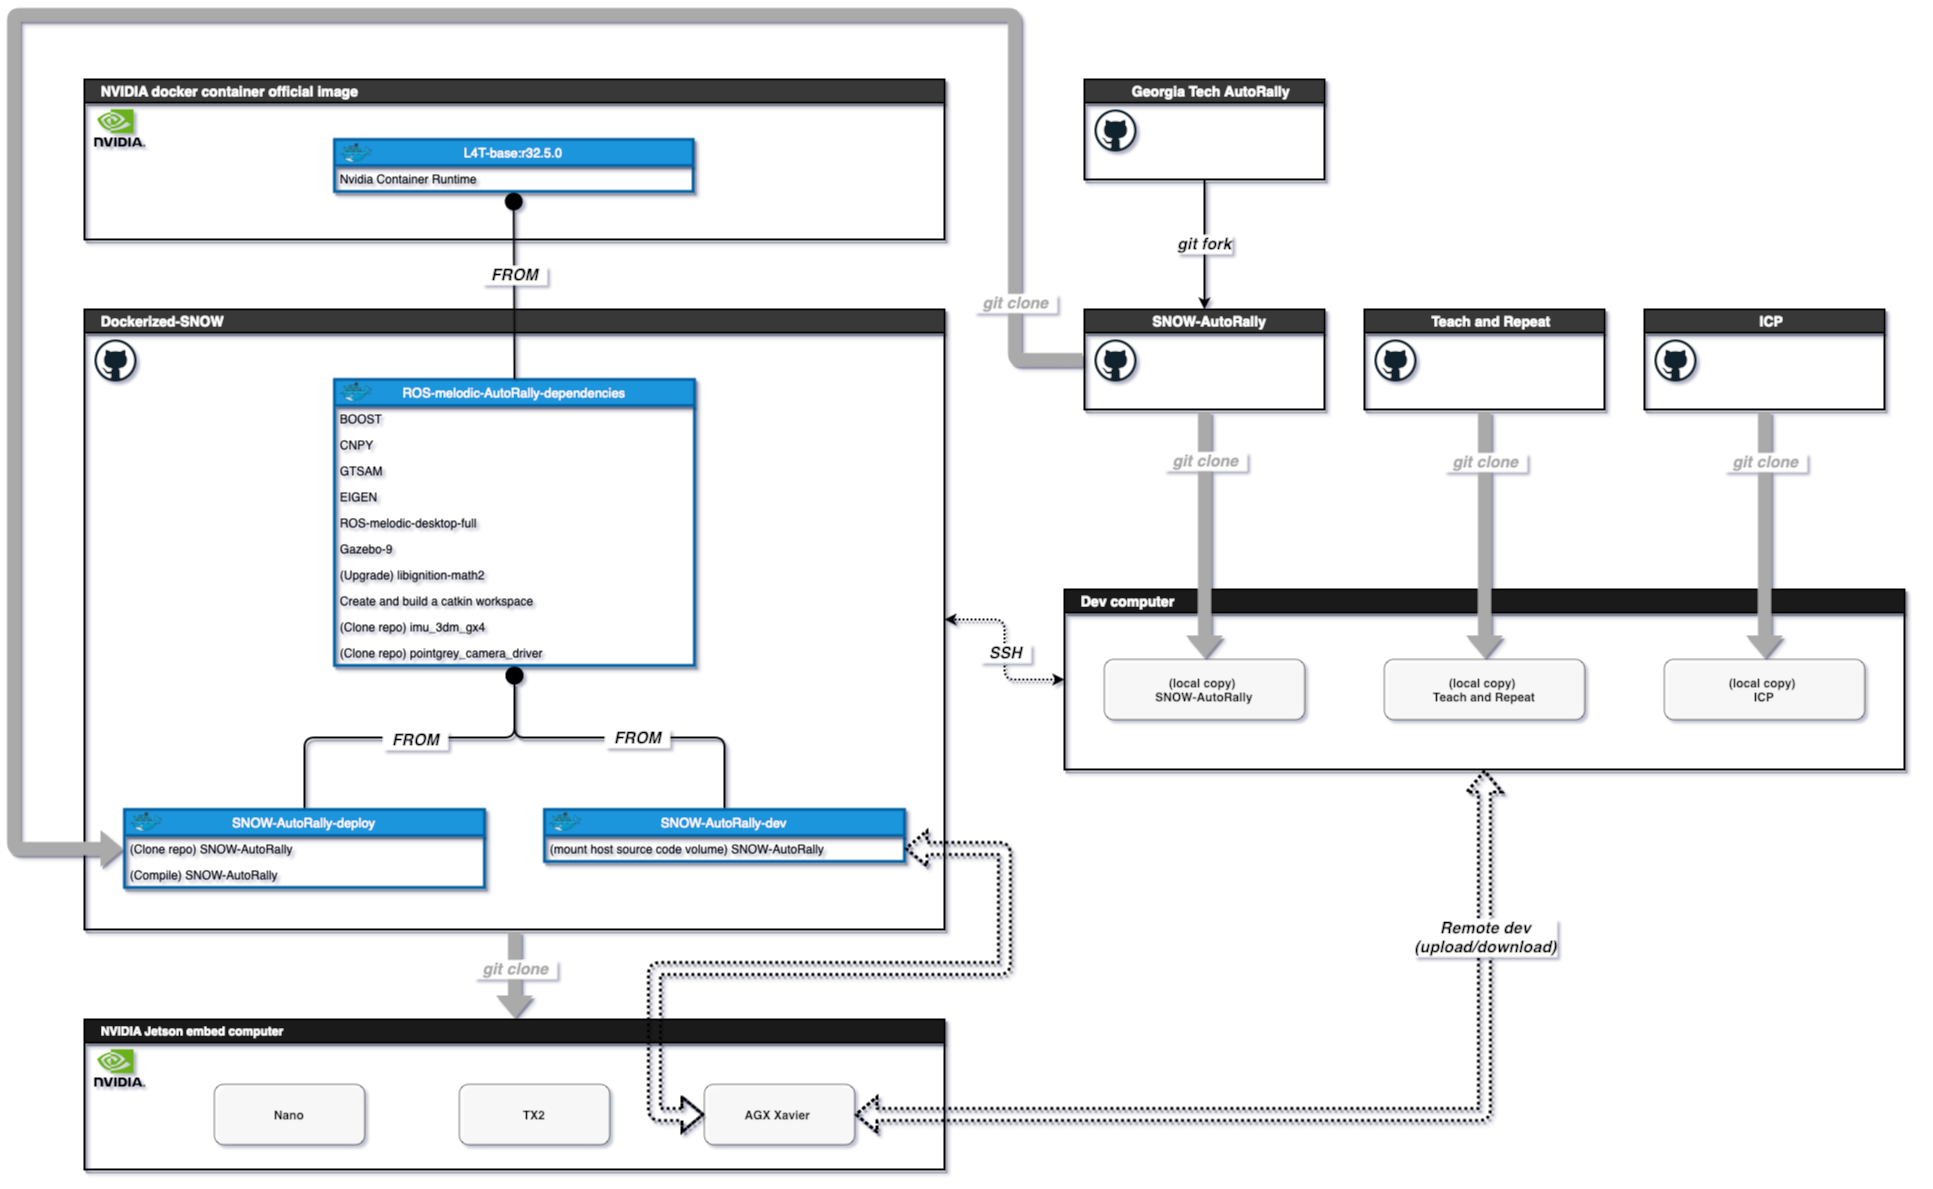 NVIDIA docker container official image
NVIDIA.
L4T-base:r32.5.0
Nvidia Container Runtime
FROM
Georgia Tech AutoRally
git fork
git clone
Dockerized-SNOW
ROS-melodic-AutoRally-dependencies
BOOST
CNPY
GTSAM
EIGEN
ROS-melodic-desktop-full
Gazebo-9
(Upgrade) libignition-math2
Create and build a catkin workspace
(Clone repo) imu_3dm_gx4
(Clone repo) pointgrey_camera_driver
FROM
FROM
SNOW-AutoRally-deploy
(Clone repo) SNOW-AutoRally
(Compile) SNOW-AutoRally
SNOW-AutoRally-dev
(mount host source code volume) SNOW-AutoRally
SNOW-AutoRally
Teach and Repeat
ICP
git clone
git clone
git clone
SSH
Dev computer
(local copy)
SNOW-AutoRally
(local copy)
Teach and Repeat
(local copy)
ICP
Remote dev
(upload/download)
git clone
NVIDIA Jetson embed computer
NVIDIA.
Nano
TX2
AGX Xavier